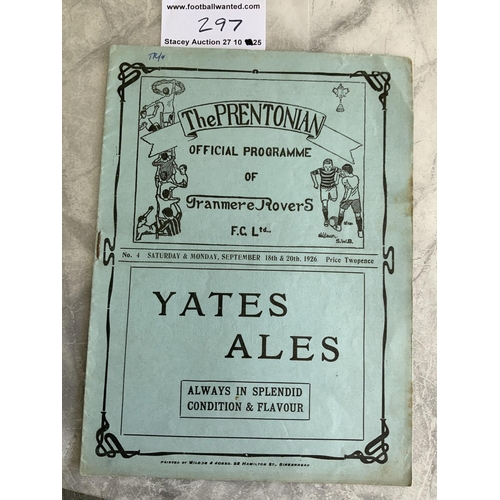 www.footballwanted.com
297
Stacey Auction 27 10 25
The PRENTONIAN
OFFICIAL PROGRAMME
OF
Tranmere Rovers
F.C. Ltd.
No. 4 SATURDAY & MONDAY, SEPTEMBER 18th & 20th. 1926 Price Twopence
YATES
ALES
ALWAYS IN SPLENDID
CONDITION & FLAVOUR